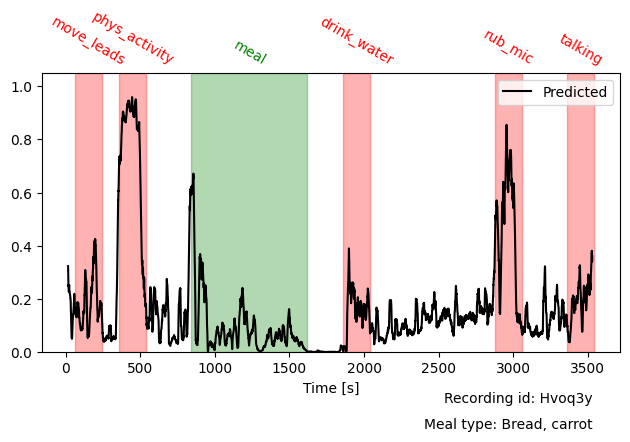 move_leads
phys_activity
meal
drink_water
rub_mic
talking
Predicted
1.0
0.8
0.6
0.4
0.2
0.0
0 500 1000 1500 2000 2500 3000 3500
Time [s]
Recording id: Hvoq3y
Meal type: Bread, carrot